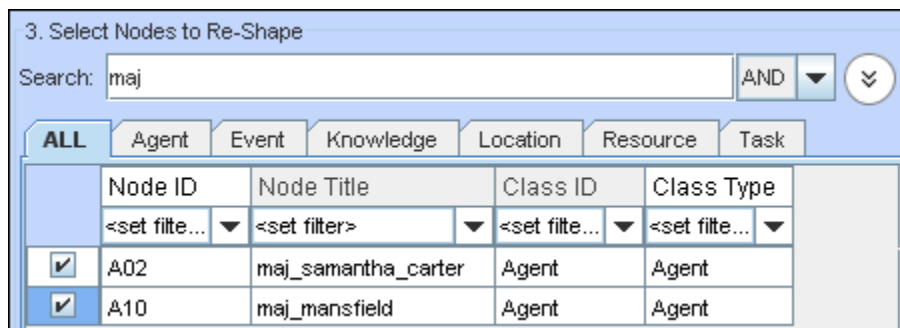 3. Select Nodes to Re-Shape
Search: maj AND
ALL Agent Event Knowledge Location Resource Task
Node ID Node Title Class ID Class Type
<set filte... <set filter> <set filte... <set filte...
A02 maj_samantha_carter Agent Agent
A10 maj_mansfield Agent Agent